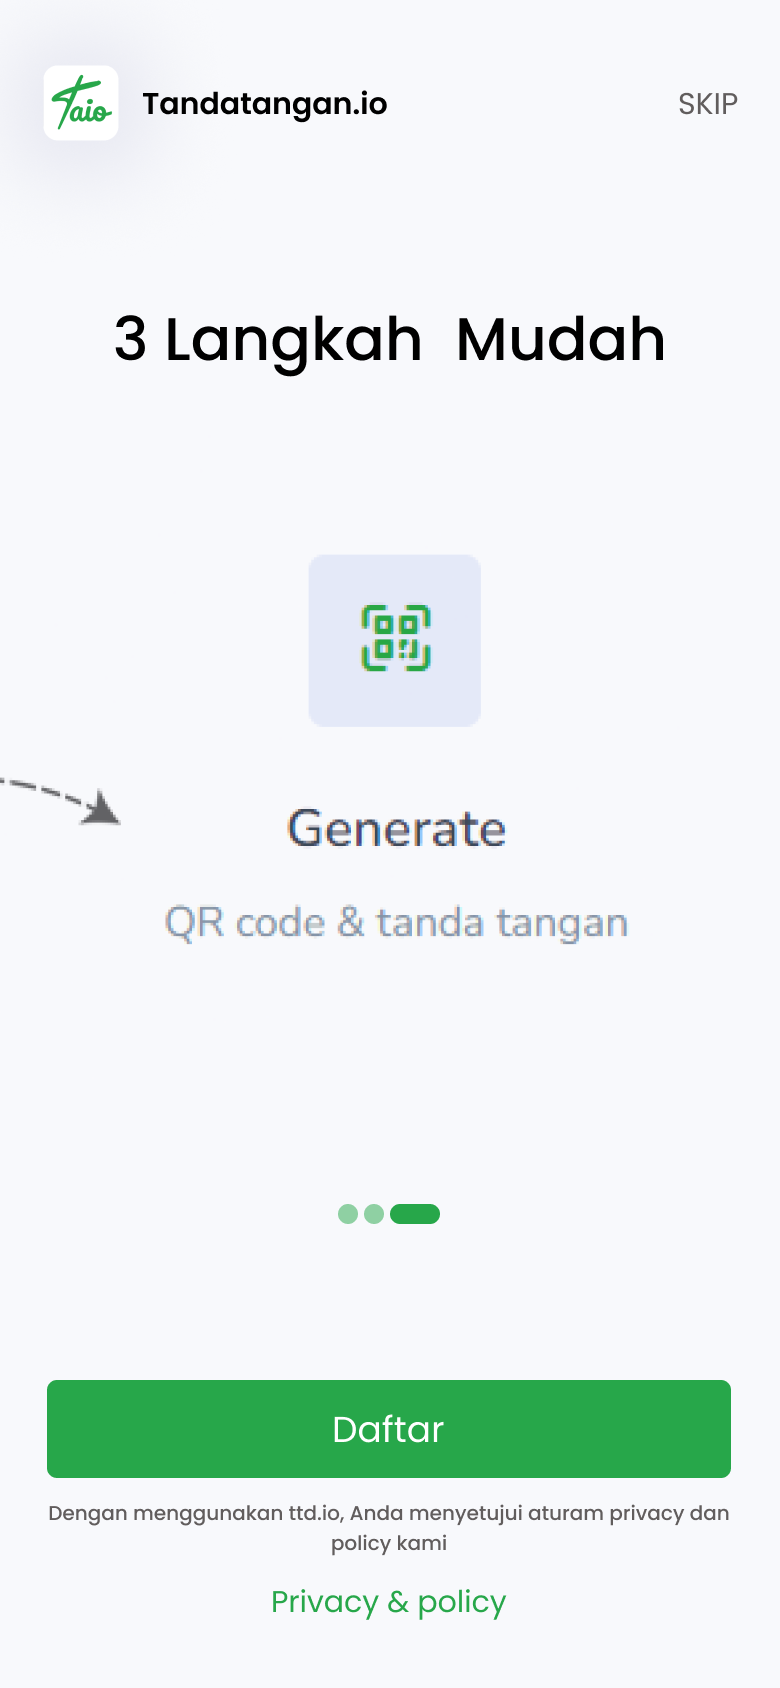 Taio
Tandatangan.io
SKIP
3 Langkah  Mudah
Generate
QR code & tanda tangan
Daftar
Dengan menggunakan ttd.io, Anda menyetujui aturam privacy dan
policy kami
Privacy & policy